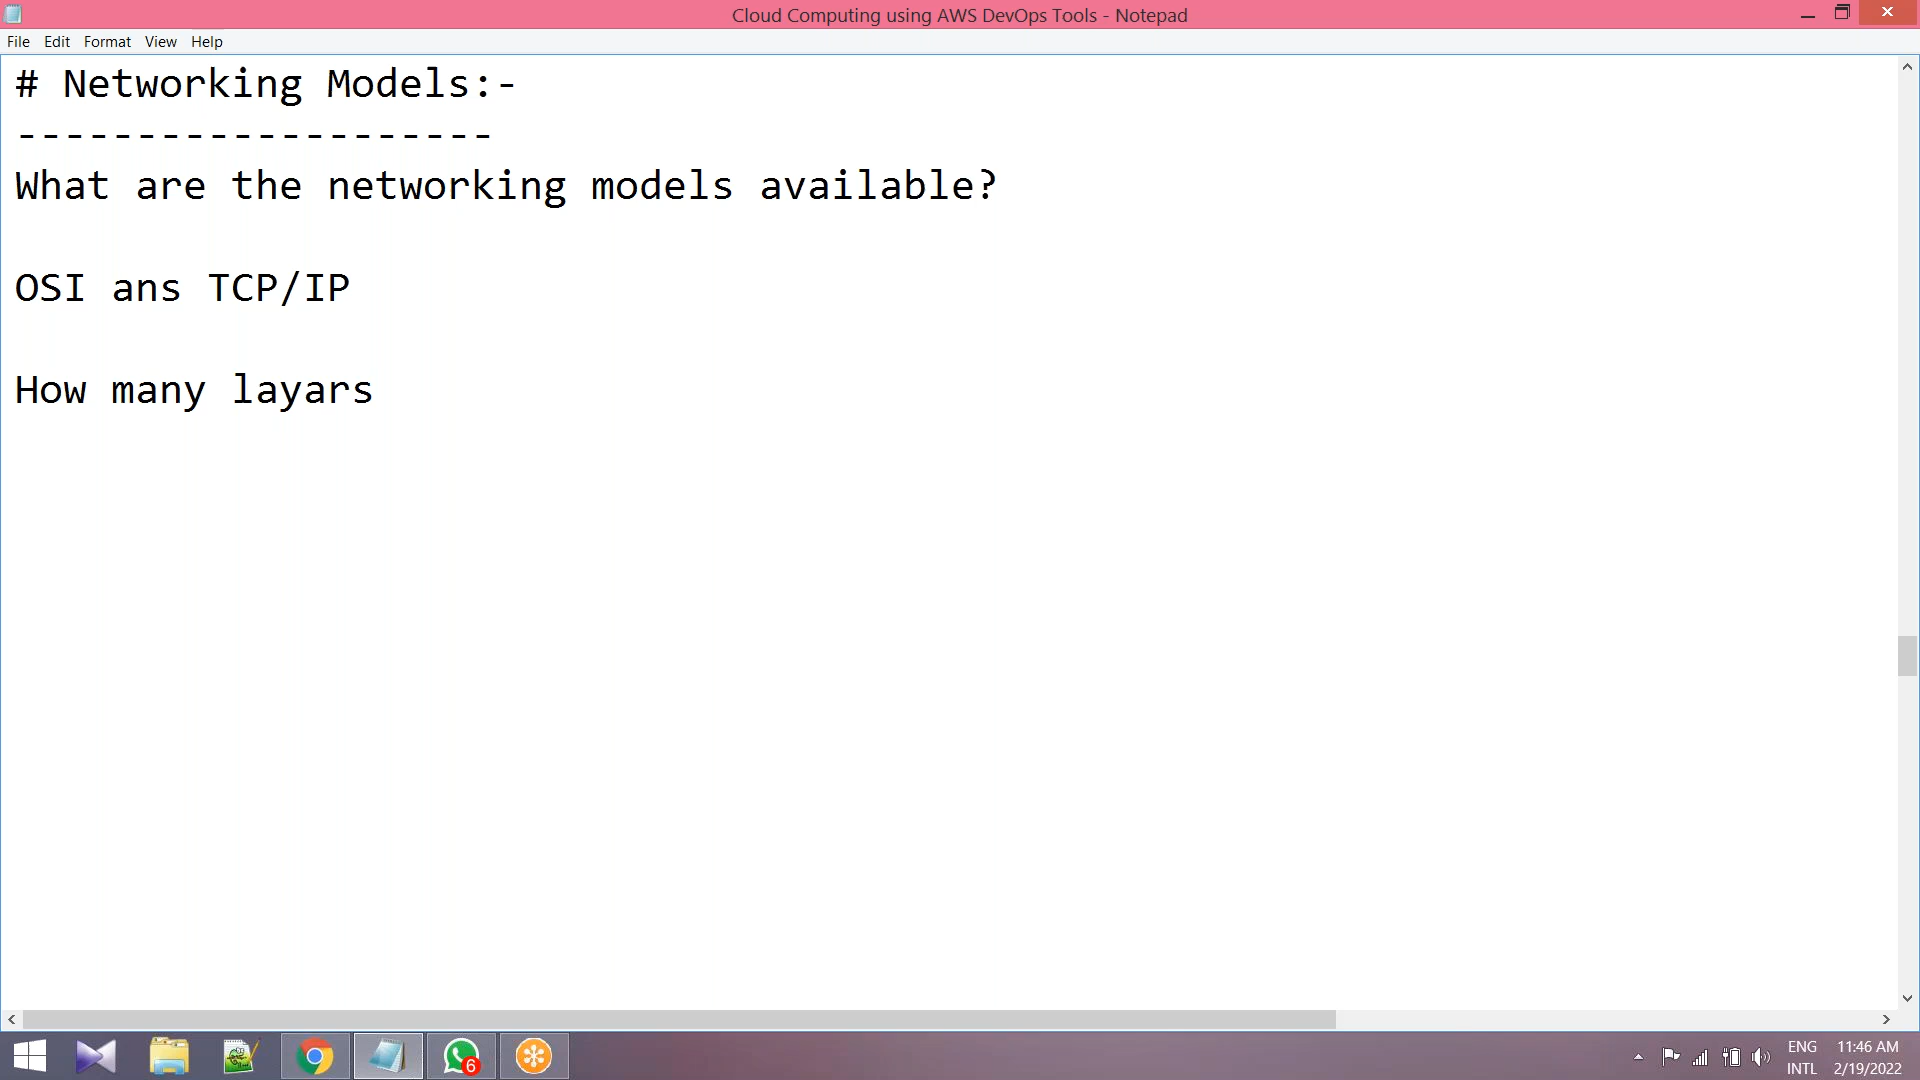 Cloud Computing using AWS DevOps Tools - Notepad
File Edit Format View Help
# Networking Models:-
--------------------
What are the networking models available?
OSI ans TCP/IP
How many layars
6
ENG 11:46 AM
INTL 2/19/2022